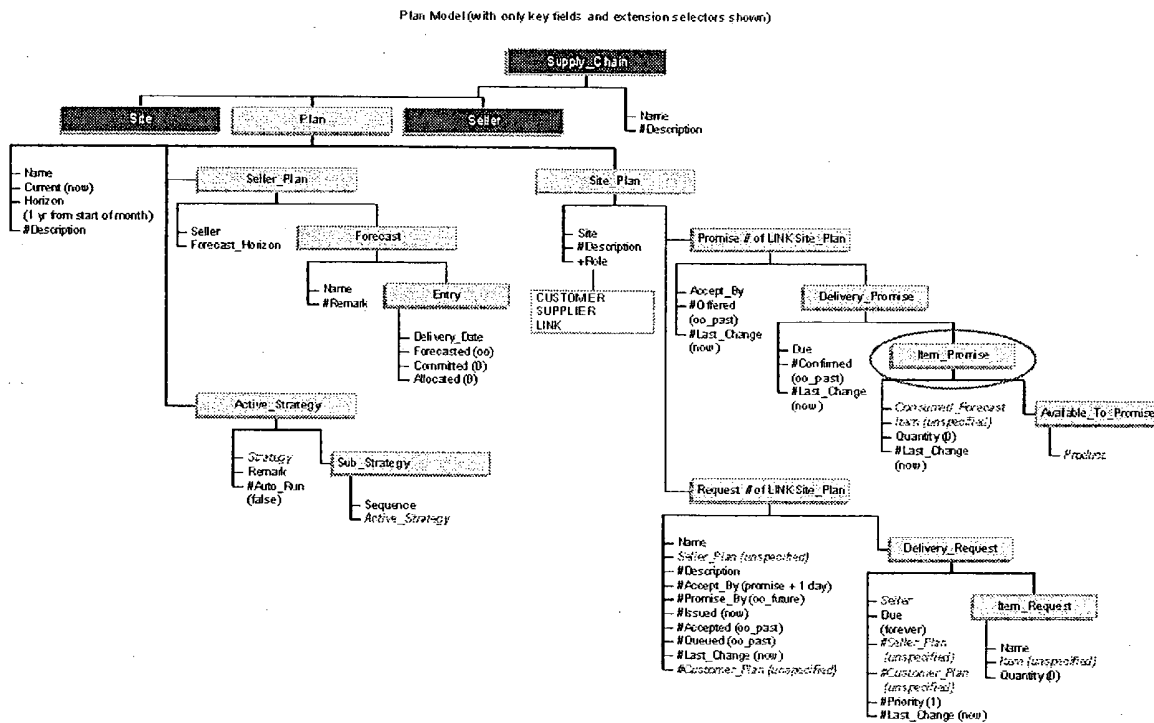 Plan Model (with only key fields and extension selectors shown)
Supply_Chain
Name
#Description
Site
Plan
Seller
Name
Current (now)
Horizon
(1 yr from start of month)
#Description
Seller_Plan
Seller
Forecast_Horizon
Forecast
Name
#Remark
Entry
Delivery_Date
Forecasted (oo)
Committed (0)
Allocated (0)
Active_Strategy
Strategy
Remark
#Auto_Run
(false)
Sub_Strategy
Sequence
Active_Strategy
Site_Plan
Site
#Description
+Role
CUSTOMER
SUPPLIER
LINK
Promise # of LINK Site_Plan
Accept_By
#Offered
(oo_past)
#Last_Change
(now)
Delivery_Promise
Due
#Confirmed
(oo_past)
#Last_Change
(now)
Item_Promise
Consumed_Forecast
Item (unspecified)
Quantity (0)
#Last_Change
(now)
Available_To_Promise
Product
Request # of LINK Site_Plan
Name
Seller_Plan (unspecified)
#Description
#Accept_By (promise + 1 day)
#Promise_By (oo_future)
#Issued (now)
#Accepted (oo_past)
#Queued (oo_past)
#Last_Change (now)
#Customer_Plan (unspecified)
Delivery_Request
Seller
Due
(forever)
#Seller_Plan
(unspecified)
#Customer_Plan
(unspecified)
#Priority (1)
#Last_Change (now)
Item_Request
Name
Item (unspecified)
Quantity (0)